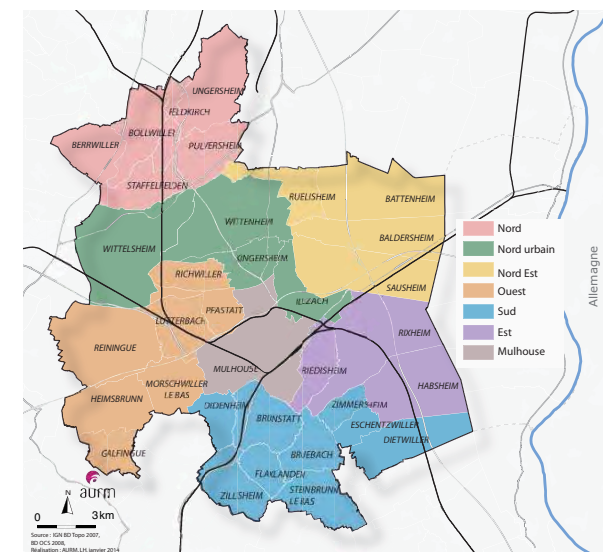 UNGERSHEIM
FELDKIRCH
BOLLWILLER
BERRWILLER
PULVERSHEIM
STAFFELFELDEN
RUELISHEIM
BATTENHEIM
WITTENHEIM
BALDERSHEIM
WITTELSHEIM
KINGERSHEIM
RICHWILLER
SAUSHEIM
ILLZACH
PFASTATT
LUTTERBACH
RIXHEIM
REININGUE
MULHOUSE
RIEDISHEIM
MORSCHWILLER
LE BAS
HABSHEIM
HEIMSBRUNN
DIDENHEIM
ZIMMERSHEIM
BRUNSTATT
ESCHENTZWILLER
DIETWILLER
GALFINGUE
BRUEBACH
FLAXLANDEN
ZILLSHEIM
STEINBRUNN
LE BAS
Nord
Nord urbain
Nord Est
Ouest
Sud
Est
Mulhouse
Allemagne
aurm
N
0 3km
Source : IGN BD Topo 2007,
BD OCS 2008,
Réalisation : AURM, LH, janvier 2014